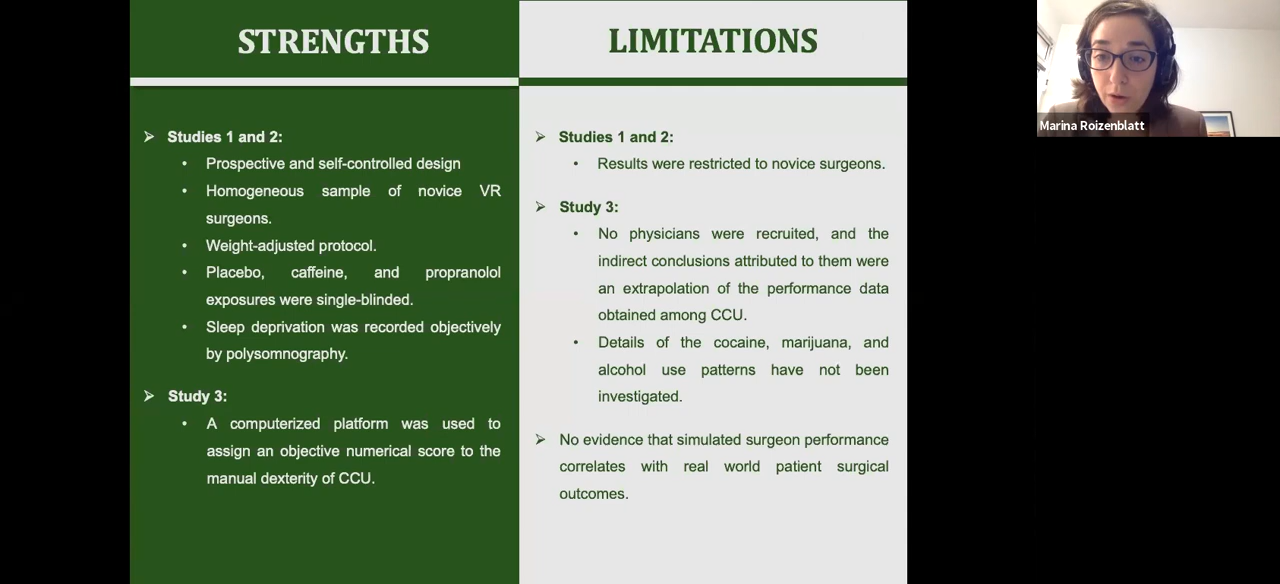 STRENGTHS
Studies 1 and 2:
Prospective and self-controlled design
Homogeneous sample of novice VR
surgeons.
Weight-adjusted protocol.
Placebo, caffeine, and propranolol
exposures were single-blinded.
Sleep deprivation was recorded objectively
by polysomnography.
Study 3:
A computerized platform was used to
assign an objective numerical score to the
manual dexterity of CCU.
LIMITATIONS
Studies 1 and 2:
Results were restricted to novice surgeons.
Study 3:
No physicians were recruited, and the
indirect conclusions attributed to them were
an extrapolation of the performance data
obtained among CCU.
Details of the cocaine, marijuana, and
alcohol use patterns have not been
investigated.
No evidence that simulated surgeon performance
correlates with real world patient surgical
outcomes.
Marina Roizenblatt